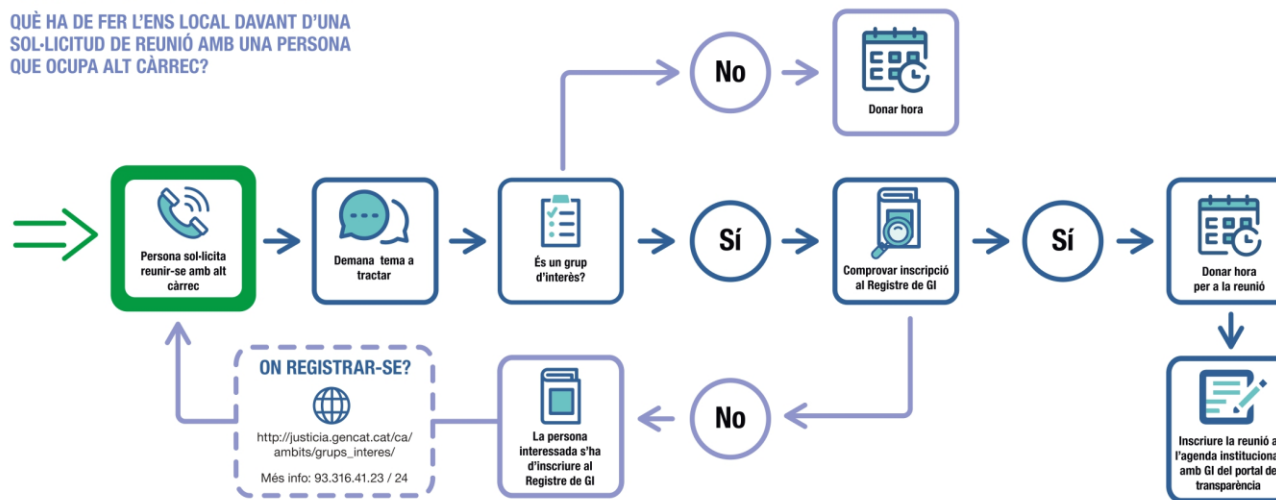 QUÈ HA DE FER L'ENS LOCAL DAVANT D'UNA
SOL·LICITUD DE REUNIÓ AMB UNA PERSONA
QUE OCUPA ALT CÀRREC?
No
Donar hora
Persona sol·licita
reunir-se amb alt
càrrec
Demana tema a
tractar
És un grup
d'interès?
Sí
Comprovar inscripció
al Registre de GI
Sí
Donar hora
per a la reunió
ON REGISTRAR-SE?
http://justicia.gencat.cat/ca/
ambits/grups_interes/
Més info: 93.316.41.23 / 24
La persona
interessada s'ha
d'inscriure al
Registre de GI
No
Inscriure la reunió a
l'agenda instituciona
amb GI del portal de
transparència